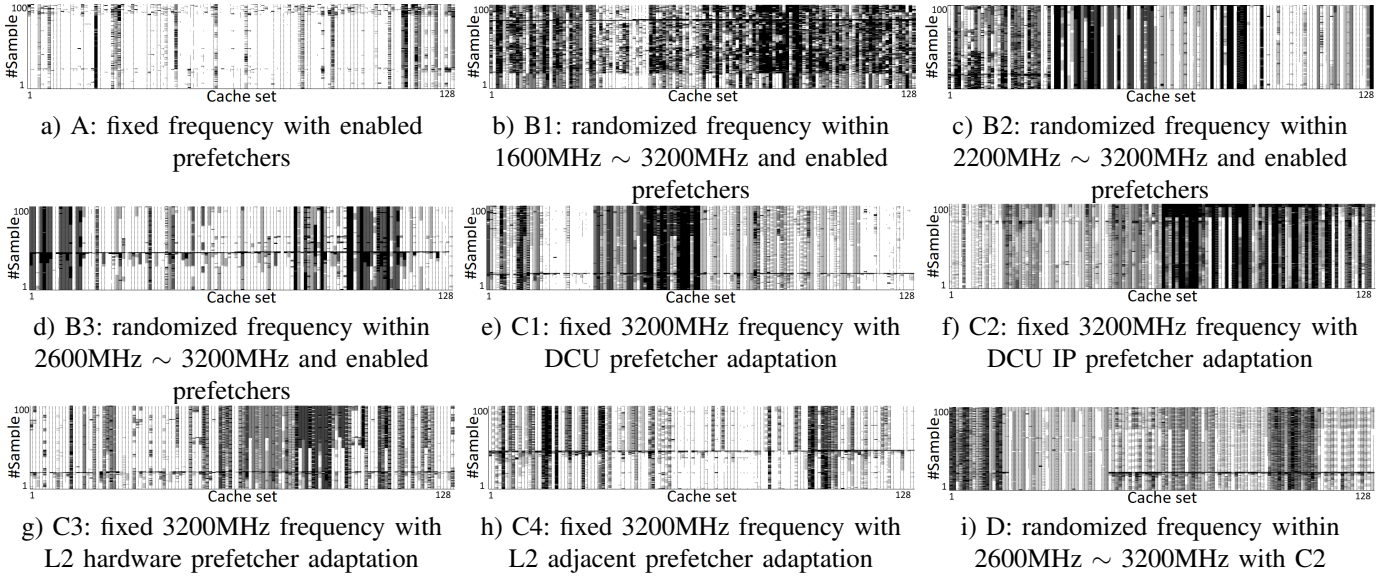 100
#Sample
1
1
Cache set
128
a) A: fixed frequency with enabled
prefetchers
100
#Sample
1
1
Cache set
128
b) B1: randomized frequency within
1600MHz ∼ 3200MHz and enabled
prefetchers
100
#Sample
1
1
Cache set
128
c) B2: randomized frequency within
2200MHz ∼ 3200MHz and enabled
prefetchers
100
#Sample
1
1
Cache set
128
d) B3: randomized frequency within
2600MHz ∼ 3200MHz and enabled
prefetchers
100
#Sample
1
1
Cache set
128
e) C1: fixed 3200MHz frequency with
DCU prefetcher adaptation
100
#Sample
1
1
Cache set
128
f) C2: fixed 3200MHz frequency with
DCU IP prefetcher adaptation
100
#Sample
1
1
Cache set
128
g) C3: fixed 3200MHz frequency with
L2 hardware prefetcher adaptation
100
#Sample
1
1
Cache set
128
h) C4: fixed 3200MHz frequency with
L2 adjacent prefetcher adaptation
100
#Sample
1
1
Cache set
128
i) D: randomized frequency within
2600MHz ∼ 3200MHz with C2